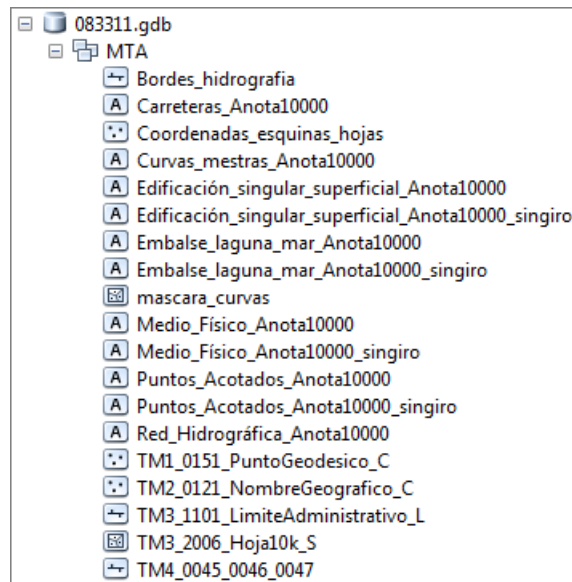 083311.gdb
MTA
Bordes_hidrografia
Carreteras_Anota10000
Coordenadas_esquinas_hojas
Curvas_mestras_Anota10000
Edificación_singular_superficial_Anota10000
Edificación_singular_superficial_Anota10000_singiro
Embalse_laguna_mar_Anota10000
Embalse_laguna_mar_Anota10000_singiro
mascara_curvas
Medio_Físico_Anota10000
Medio_Físico_Anota10000_singiro
Puntos_Acotados_Anota10000
Puntos_Acotados_Anota10000_singiro
Red_Hidrográfica_Anota10000
TM1_0151_PuntoGeodesico_C
TM2_0121_NombreGeografico_C
TM3_1101_LimiteAdministrativo_L
TM3_2006_Hoja10k_S
TM4_0045_0046_0047